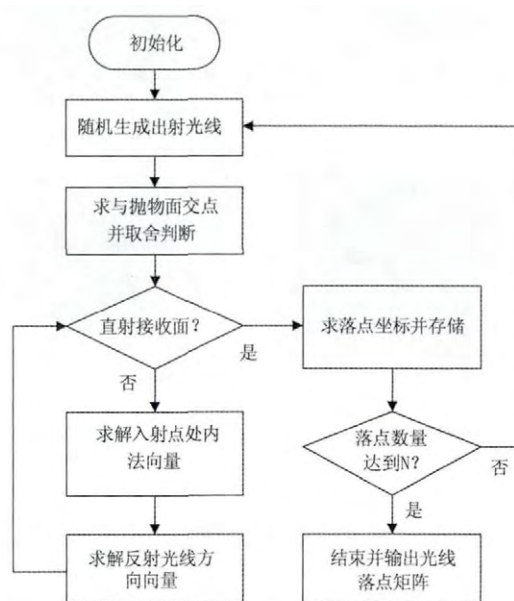 初始化
随机生成出射光线
求与抛物面交点
并取舍判断
直射接收面？
是
求落点坐标并存储
否
求解入射点处内
法向量
落点数量
达到N？
否
是
求解反射光线方
向向量
结束并输出光线
落点矩阵